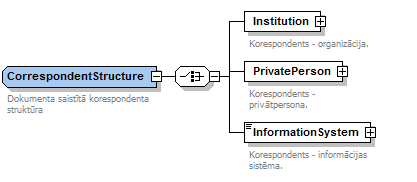 Institution
Korespondents - organizācija.
CorrespondentStructure
Dokumenta saistītā korespondenta
struktūra
PrivatePerson
Korespondents -
privātpersona.
InformationSystem
Korespondents - informācijas
sistēma.